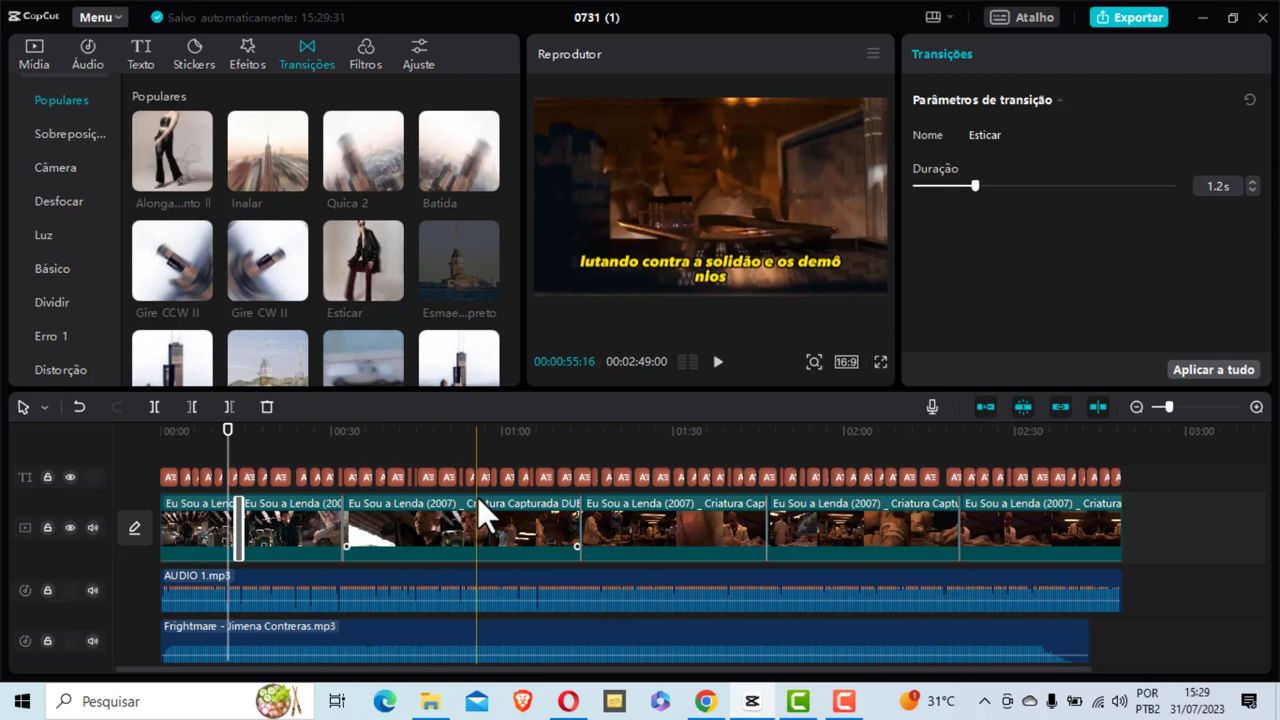 CapCut
Menu
Salvo automaticamente: 15:29:31
0731 (1)
Atalho
Exportar
Mídia
Áudio
Texto
Stickers
Efeitos
Transições
Filtros
Ajuste
Populares
Sobreposiç...
Câmera
Desfocar
Luz
Básico
Dividir
Erro 1
Distorção
Populares
Alonga...nto II
Inalar
Quica 2
Batida
Gire CCW II
Gire CW II
Esticar
Esmae...preto
Reprodutor
lutando contra a solidão e os demô
nios
00:00:55:16
00:02:49:00
16:9
Transições
Parâmetros de transição
Nome
Esticar
Duração
1.2s
Aplicar a tudo
00:00
00:30
01:00
01:30
02:00
02:30
03:00
Eu Sou a Lend
Eu Sou a Lenda (200
Eu Sou a Lenda (2007) _ Criatura Capturada DUB
Eu Sou a Lenda (2007) _ Criatura Cap
Eu Sou a Lenda (2007) _ Criatura Captu
Eu Sou a Lenda (2007) _ Criatura
AUDIO 1.mp3
Frightmare - Jimena Contreras.mp3
Pesquisar
1
31°C
POR
PTB2
15:29
31/07/2023